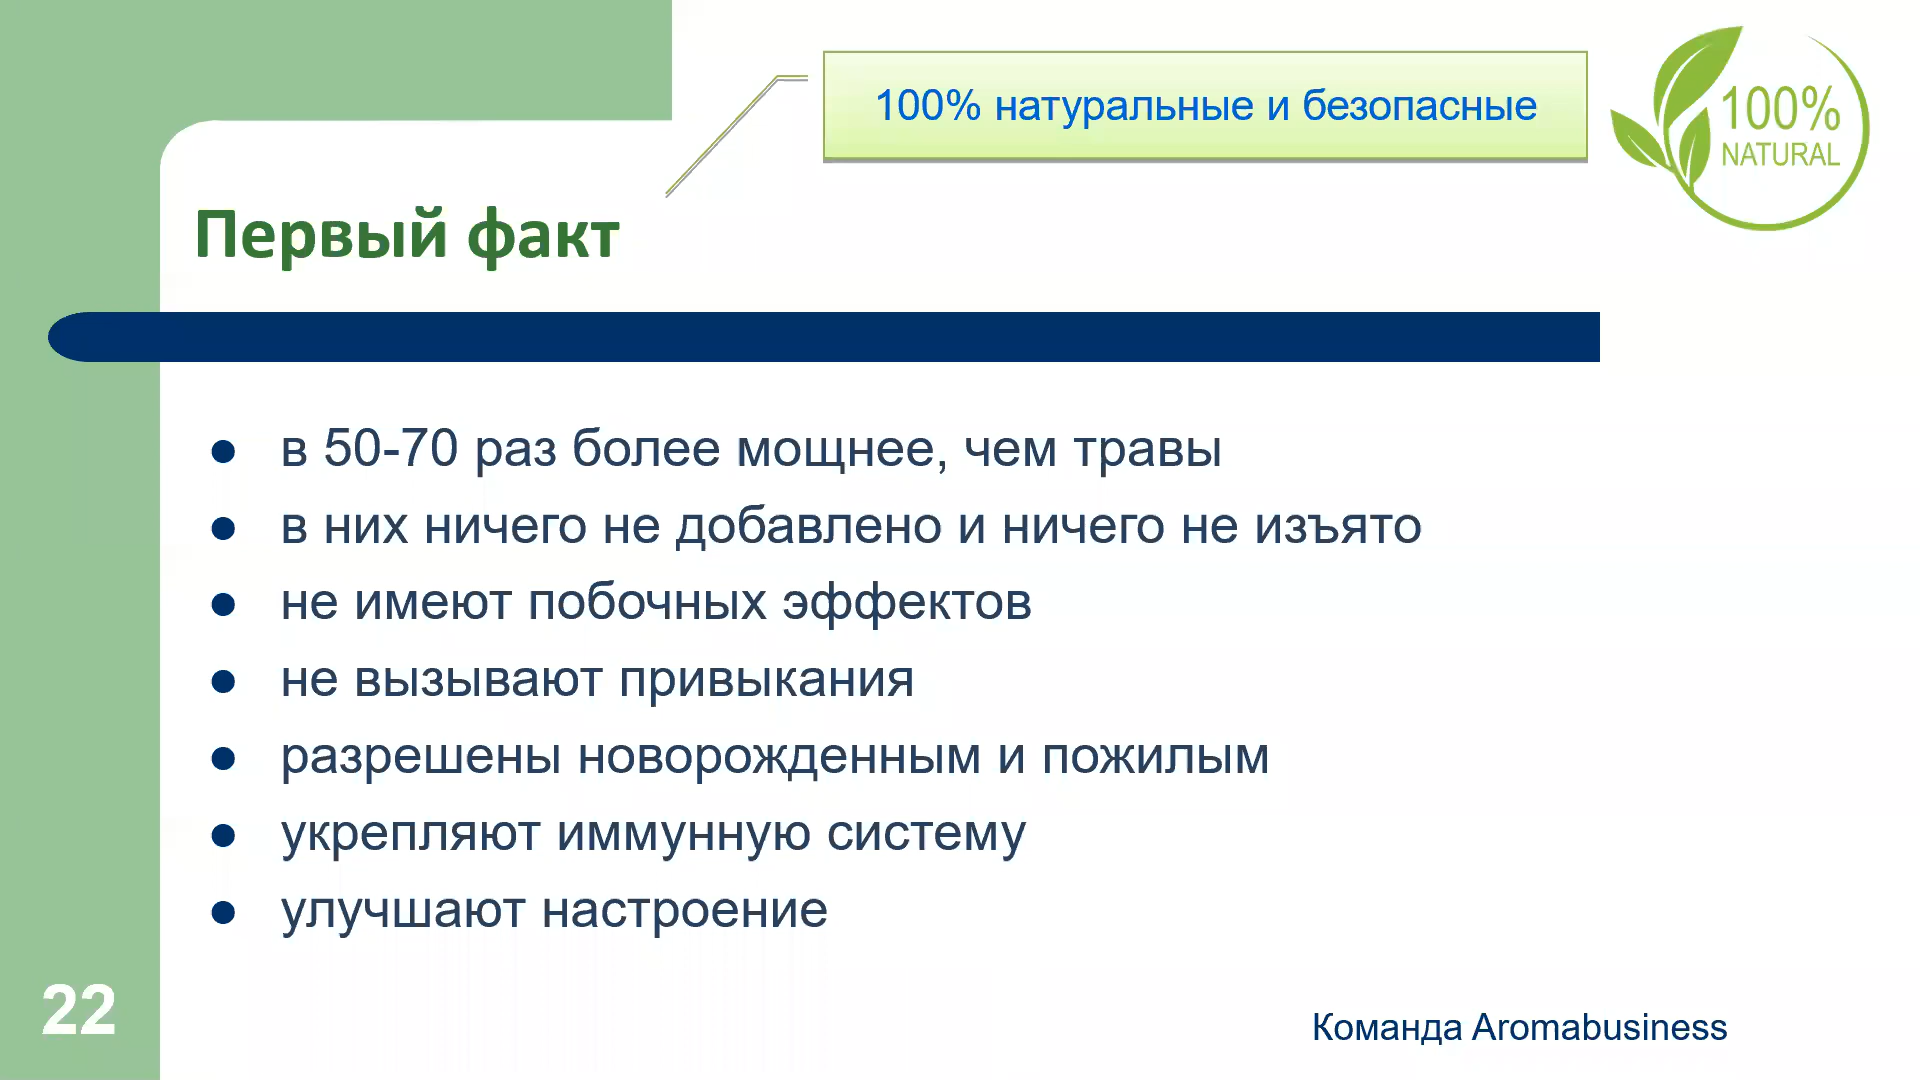 100% натуральные и безопасные
100%
NATURAL
Первый факт
в 50-70 раз более мощнее, чем травы
в них ничего не добавлено и ничего не изъято
не имеют побочных эффектов
не вызывают привыкания
разрешены новорожденным и пожилым
укрепляют иммунную систему
улучшают настроение
22
Команда Aromabusiness